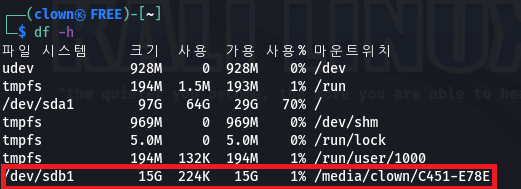 (clown㉿FREE)-[~]
$ df -h
파일 시스템 크기 사용 가용 사용% 마운트위치
udev 928M 0 928M 0% /dev
tmpfs 194M 1.5M 193M 1% /run
/dev/sda1 97G 64G 29G 70% /
tmpfs 969M 0 969M 0% /dev/shm
tmpfs 5.0M 0 5.0M 0% /run/lock
tmpfs 194M 132K 194M 1% /run/user/1000
/dev/sdb1 15G 224K 15G 1% /media/clown/C451-E78E